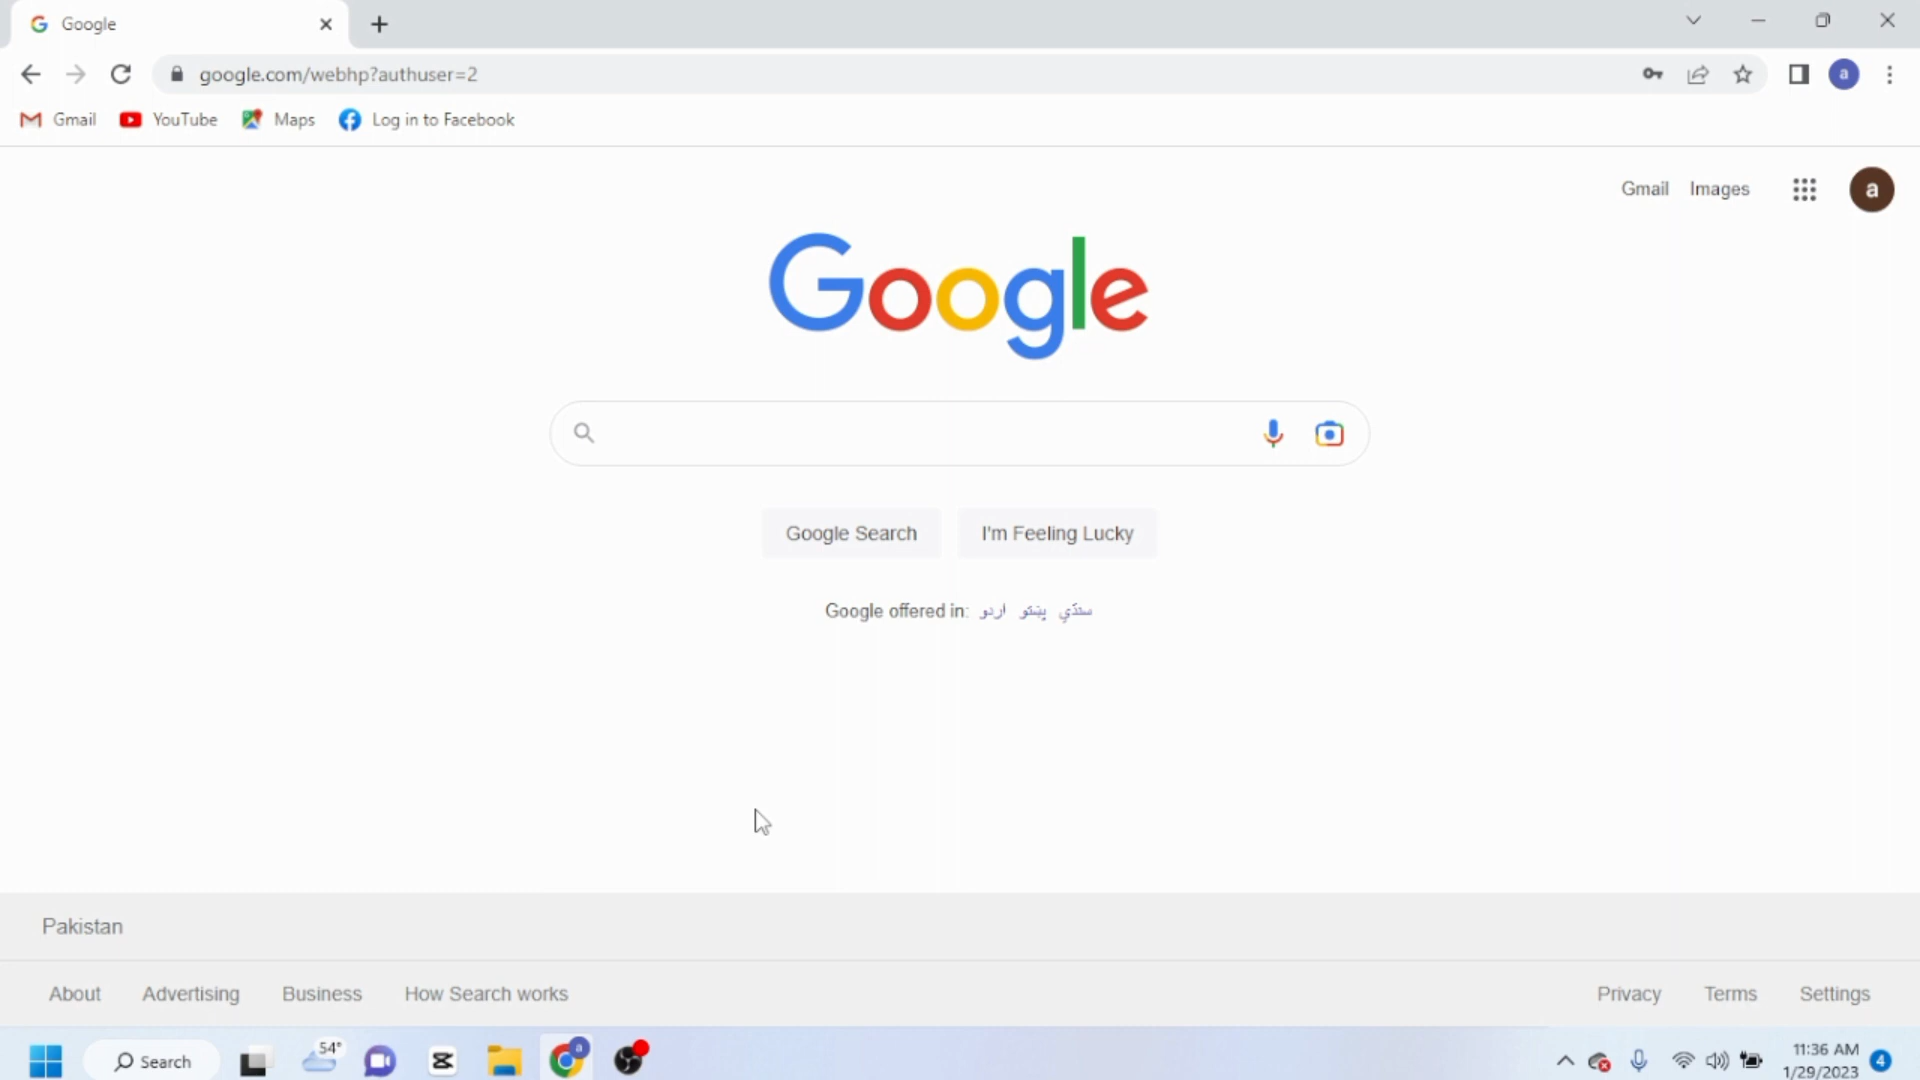 Google
google.com/webhp?authuser=2
a
Gmail YouTube Maps Log in to Facebook
Gmail Images
a
Google
Google Search I'm Feeling Lucky
Google offered in: اردو پښتو سنڌي
Pakistan
About Advertising Business How Search works
Privacy Terms Settings
Search
54°
a
11:36 AM
1/29/2023
4